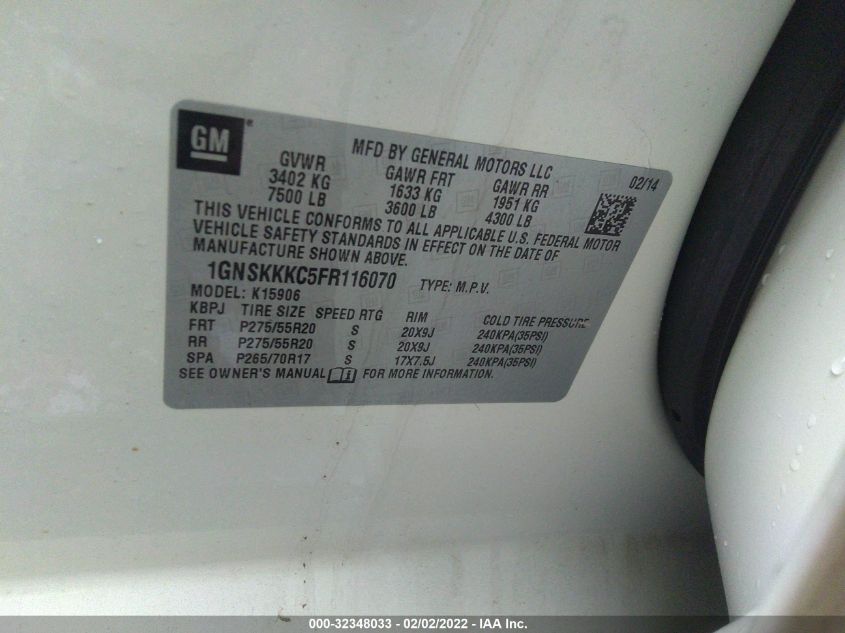 GM
MFD BY GENERAL MOTORS LLC
02/14
GVWR GAWR FRT GAWR RR
3402 KG 1633 KG 1951 KG
7500 LB 3600 LB 4300 LB
THIS VEHICLE CONFORMS TO ALL APPLICABLE U.S. FEDERAL MOTOR
VEHICLE SAFETY STANDARDS IN EFFECT ON THE DATE OF
MANUFACTURE SHOWN ABOVE.
1GNSKKKC5FR116070 TYPE: M.P.V.
MODEL: K15906
KBPJ TIRE SIZE SPEED RTG RIM COLD TIRE PRESSURE
FRT P275/55R20 S 20X9J 240KPA(35PSI)
RR P275/55R20 S 20X9J 240KPA(35PSI)
SPA P265/70R17 S 17X7.5J 240KPA(35PSI)
SEE OWNER'S MANUAL FOR MORE INFORMATION.
000-32348033 - 02/02/2022 - IAA Inc.